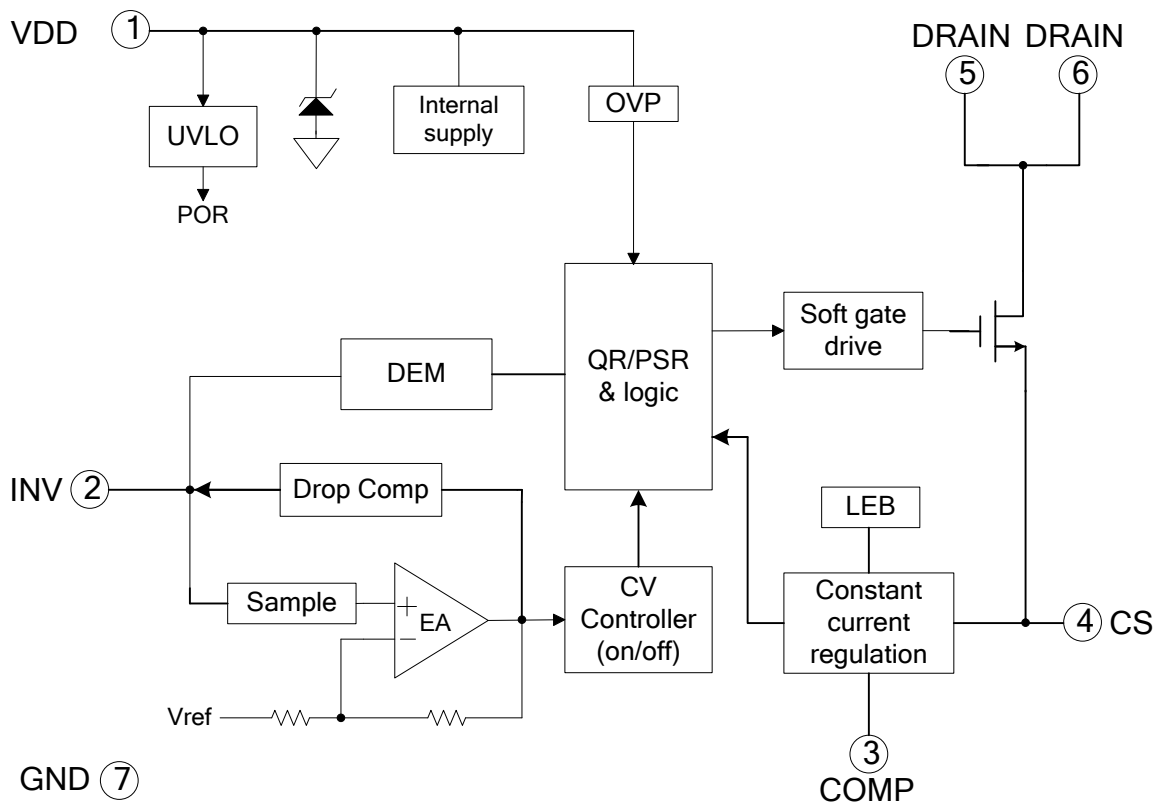 VDD 1
DRAIN DRAIN
5 6
UVLO
Internal
supply
OVP
POR
DEM
QR/PSR
& logic
Soft gate
drive
INV 2
Drop Comp
LEB
Sample
+
EA
−
CV
Controller
(on/off)
Constant
current
regulation
4 CS
Vref
3
COMP
GND 7